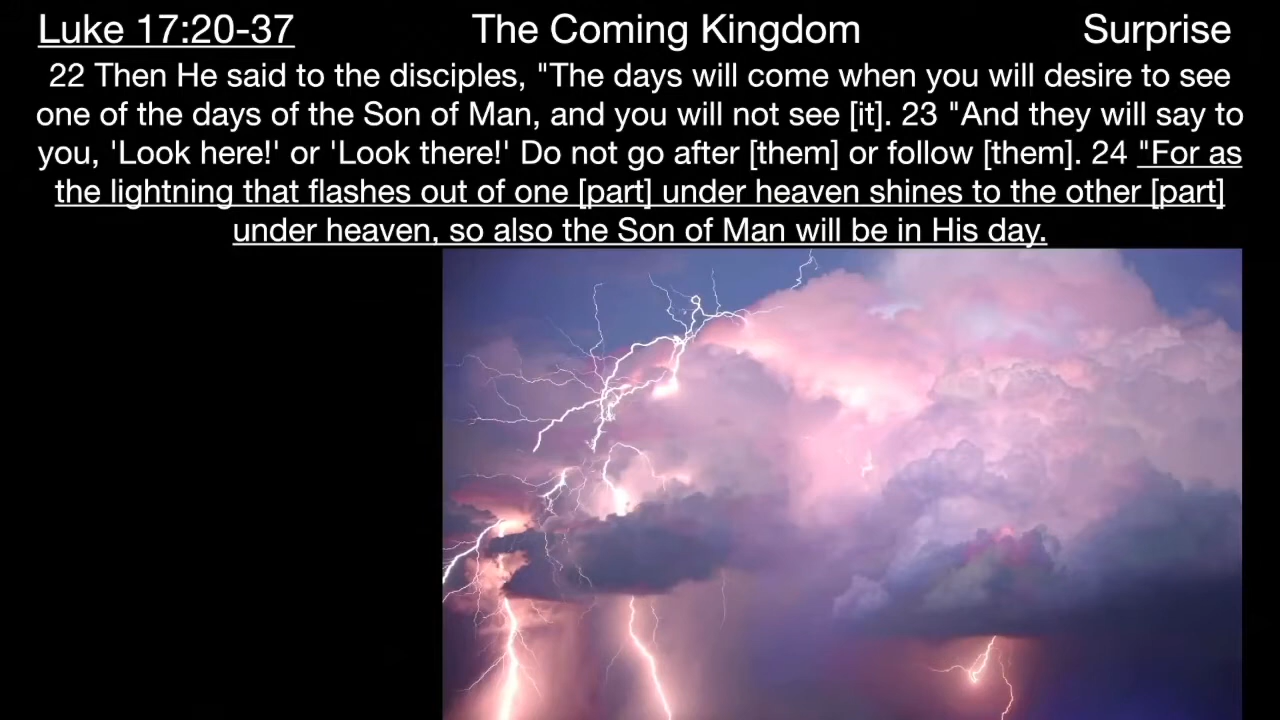 Luke 17:20-37 The Coming Kingdom Surprise
22 Then He said to the disciples, "The days will come when you will desire to see
one of the days of the Son of Man, and you will not see [it]. 23 "And they will say to
you, 'Look here!' or 'Look there!' Do not go after [them] or follow [them]. 24 "For as
the lightning that flashes out of one [part] under heaven shines to the other [part]
under heaven, so also the Son of Man will be in His day.